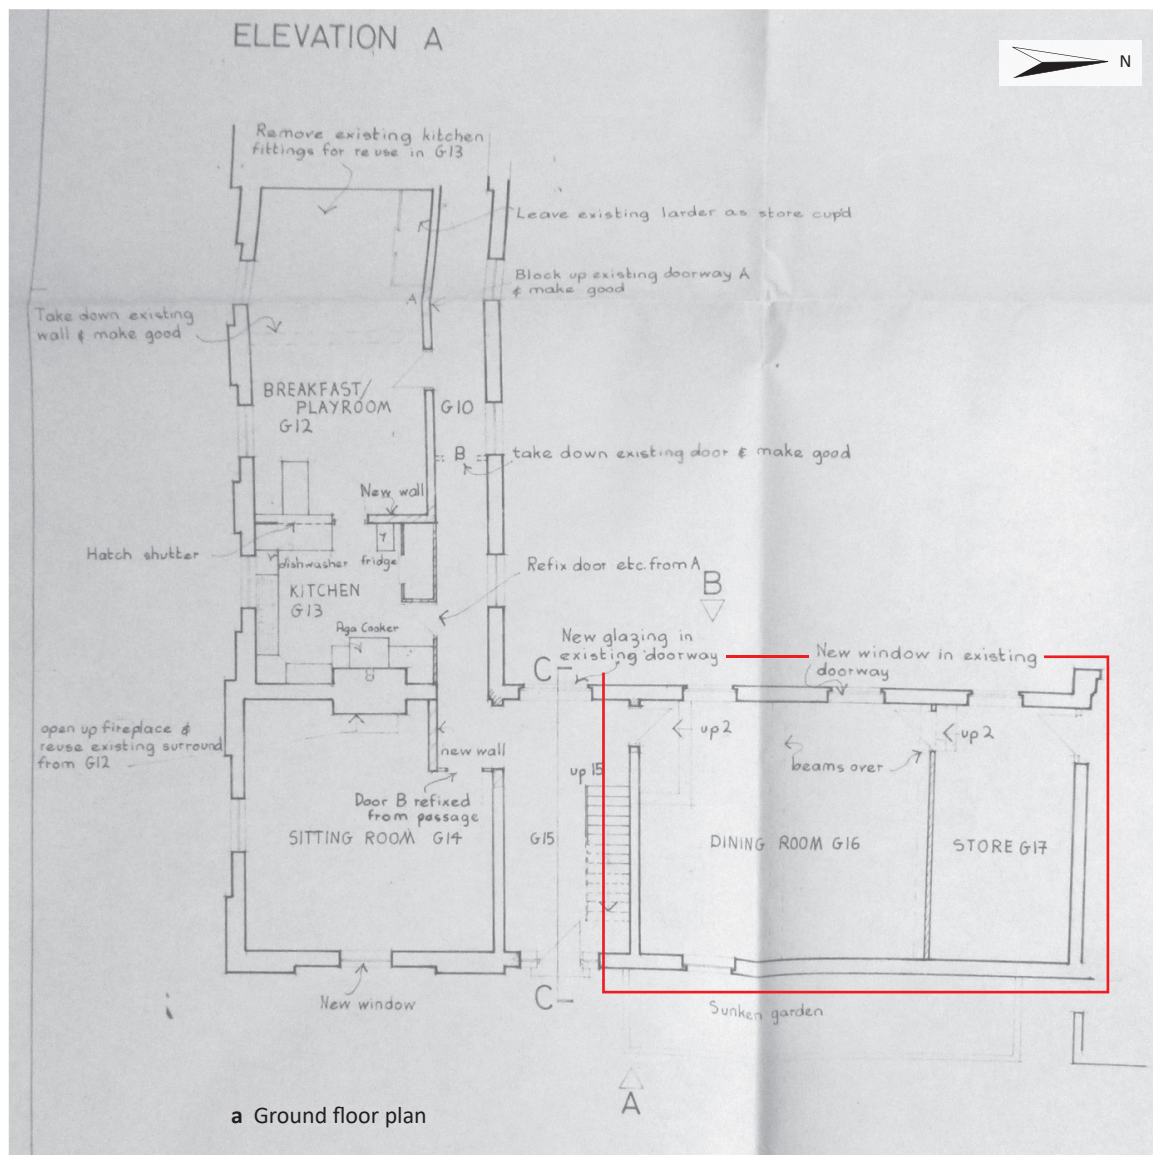 ELEVATION A
N
Remove existing kitchen
fittings for re use in G13
Leave existing larder as store cup'd
Block up existing doorway A
& make good
A
Take down existing
wall & make good
BREAKFAST/
PLAYROOM
G12
G10
B
take down existing door & make good
New wall
Hatch shutter
dishwasher
fridge
KITCHEN
G13
Refix door etc. from A
B
Aga Cooker
New glazing in
existing doorway
New window in existing
doorway
C-
open up fireplace &
reuse existing surround
from G12
new wall
up 2
up 2
beams over
up 15
Door B refixed
from passage
SITTING ROOM G14
G15
DINING ROOM G16
STORE G17
New window
C-
Sunken garden
A
a Ground floor plan